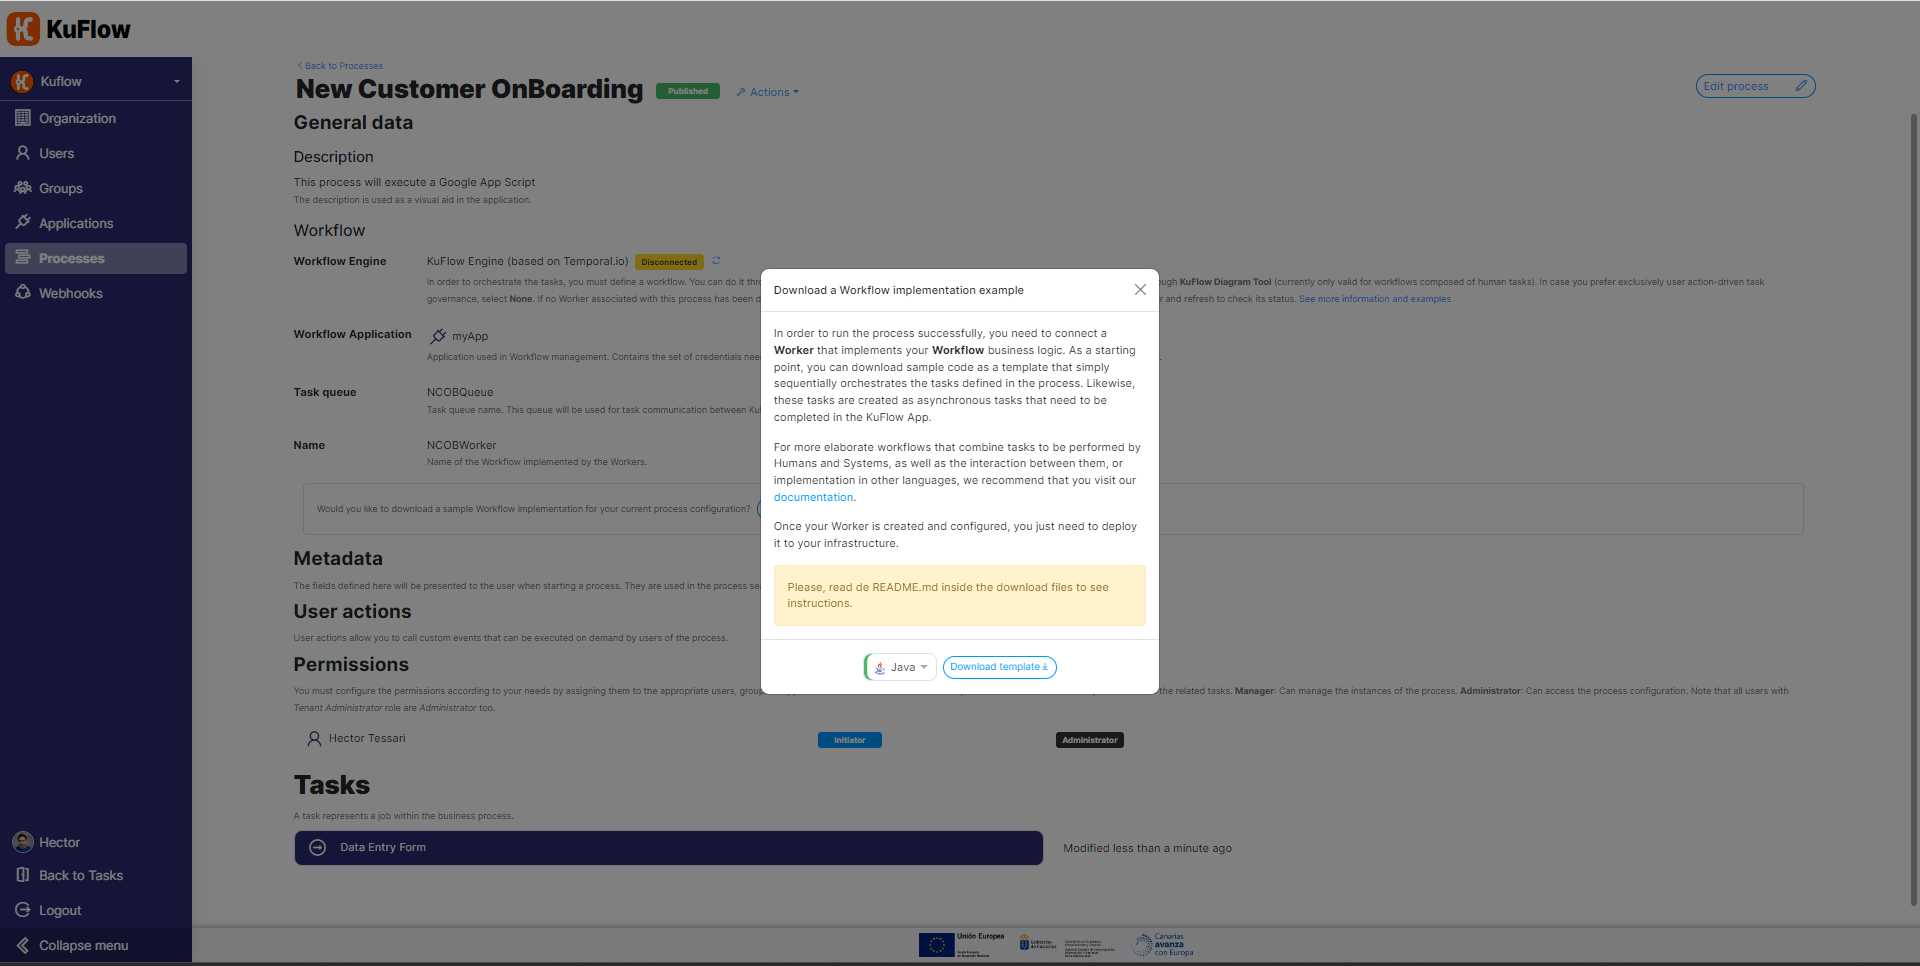 KuFlow
Kuflow
Organization
Users
Groups
Applications
Processes
Webhooks
Hector
Back to Tasks
Logout
Collapse menu
Back to Processes
New Customer OnBoarding
Published
Actions
Edit process
General data
Description
This process will execute a Google App Script
The description is used as a visual aid in the application.
Workflow
Workflow Engine
KuFlow Engine (based on Temporal.io)
Disconnected
In order to orchestrate the tasks, you must define a workflow. You can do it
ugh KuFlow Diagram Tool (currently only valid for workflows composed of human tasks). In case you prefer exclusively user action-driven task
governance, select None. If no Worker associated with this process has been d
r and refresh to check its status. See more information and examples
Workflow Application
myApp
Application used in Workflow management. Contains the set of credentials nee
Task queue
NCOBQueue
Task queue name. This queue will be used for task communication between
Name
NCOBWorker
Name of the Workflow implemented by the Workers.
Would you like to download a sample Workflow implementation for your current process configuration?
Metadata
The fields defined here will be presented to the user when starting a process. They are used in the process
User actions
User actions allow you to call custom events that can be executed on demand by users of the process.
Permissions
You must configure the permissions according to your needs by assigning them to the appropriate users,
the related tasks. Manager: Can manage the instances of the process. Administrator: Can access the process configuration. Note that all users with
Tenant Administrator role are Administrator too.
Hector Tessari
Initiator
Administrator
Tasks
A task represents a job within the business process.
Data Entry Form
Modified less than a minute ago
Download a Workflow implementation example
In order to run the process successfully, you need to connect a
Worker that implements your Workflow business logic. As a starting
point, you can download sample code as a template that simply
sequentially orchestrates the tasks defined in the process. Likewise,
these tasks are created as asynchronous tasks that need to be
completed in the KuFlow App.
For more elaborate workflows that combine tasks to be performed by
Humans and Systems, as well as the interaction between them, or
implementation in other languages, we recommend that you visit our
documentation.
Once your Worker is created and configured, you just need to deploy
it to your infrastructure.
Please, read de README.md inside the download files to see
instructions.
Java
Download template
Unión Europea
Gobierno
de Canarias
Canarias
avanza
con Europa